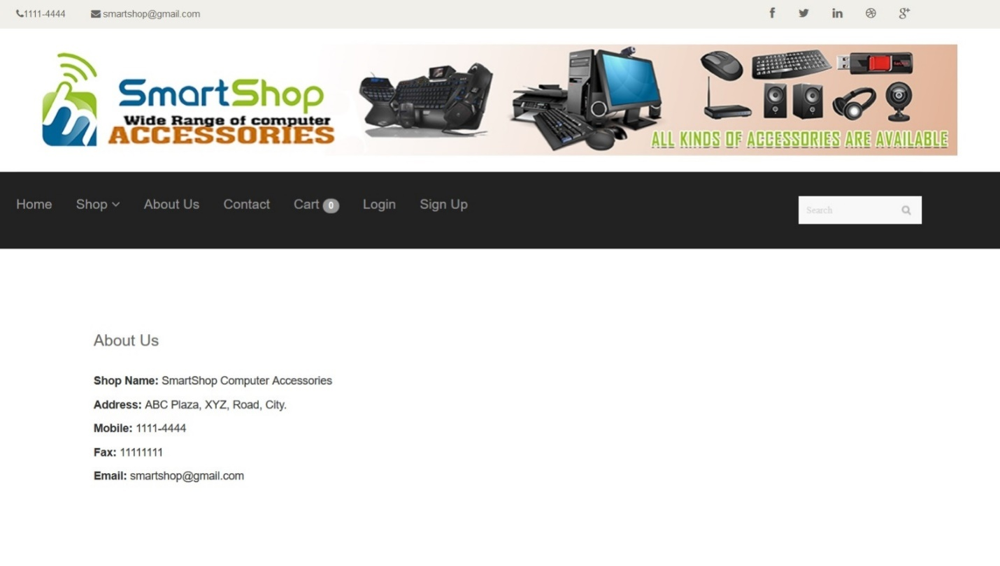 1111-4444 smartshop@gmail.com
SmartShop
Wide Range of computer
ACCESSORIES
ALL KINDS OF ACCESSORIES ARE AVAILABLE
Home Shop About Us Contact Cart 0 Login Sign Up Search
About Us
Shop Name: SmartShop Computer Accessories
Address: ABC Plaza, XYZ, Road, City.
Mobile: 1111-4444
Fax: 11111111
Email: smartshop@gmail.com